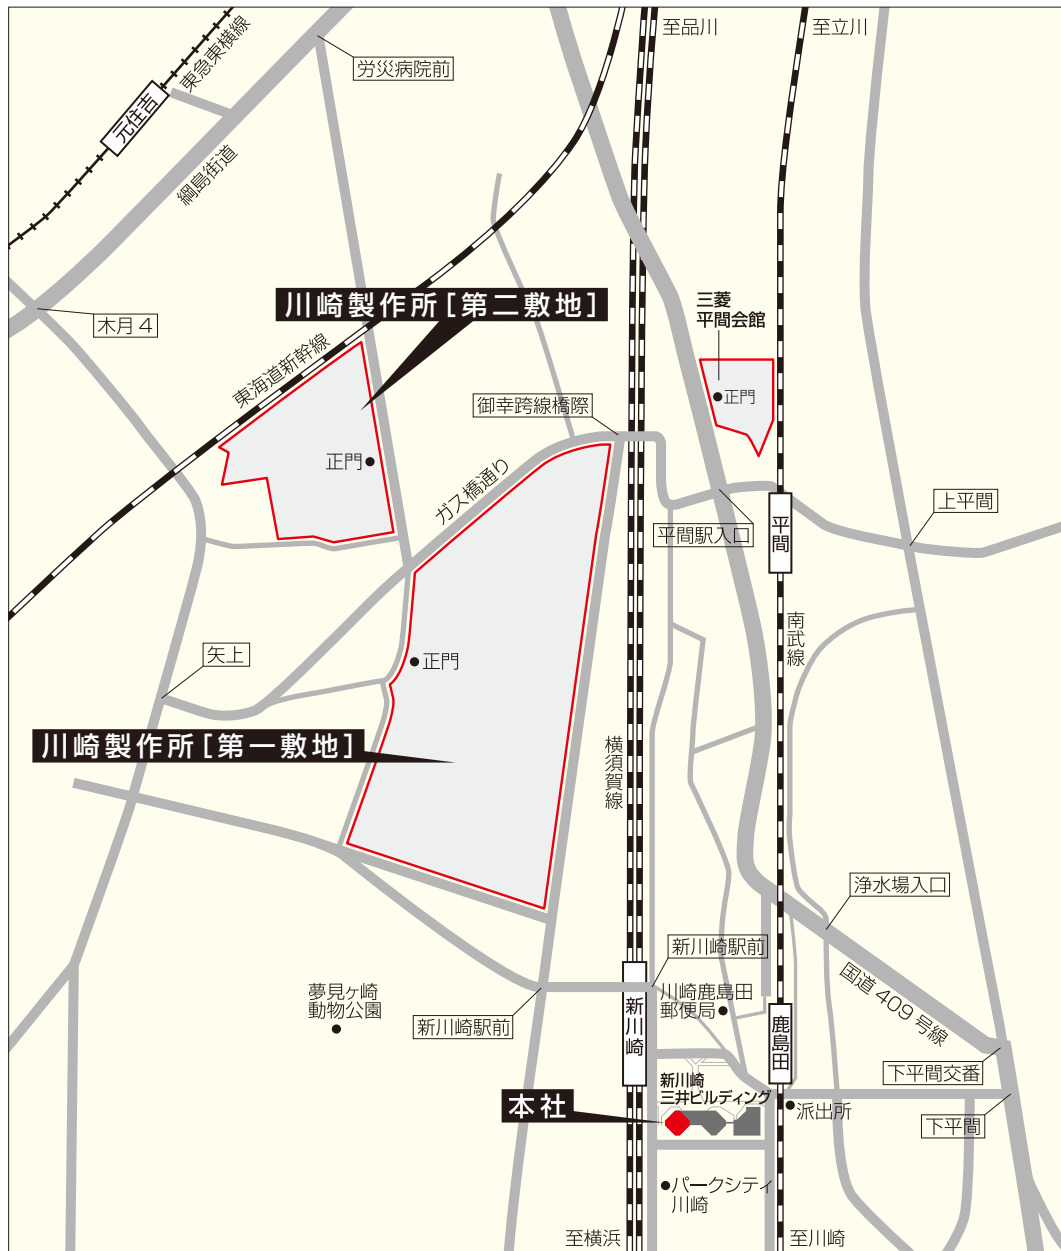 至品川
至立川
東急東横線
労災病院前
元住吉
綱島街道
川崎製作所[第二敷地]
三菱
平間会館
正門
木月4
東海道新幹線
御幸跨線橋際
正門
ガス橋通り
平間駅入口
平間
上平間
南武線
矢上
正門
川崎製作所[第一敷地]
横須賀線
浄水場入口
新川崎駅前
国道409号線
夢見ヶ崎
動物公園
新川崎駅前
新川崎
川崎鹿島田
郵便局
鹿島田
下平間交番
新川崎
三井ビルディング
本社
派出所
下平間
パークシティ
川崎
至横浜
至川崎